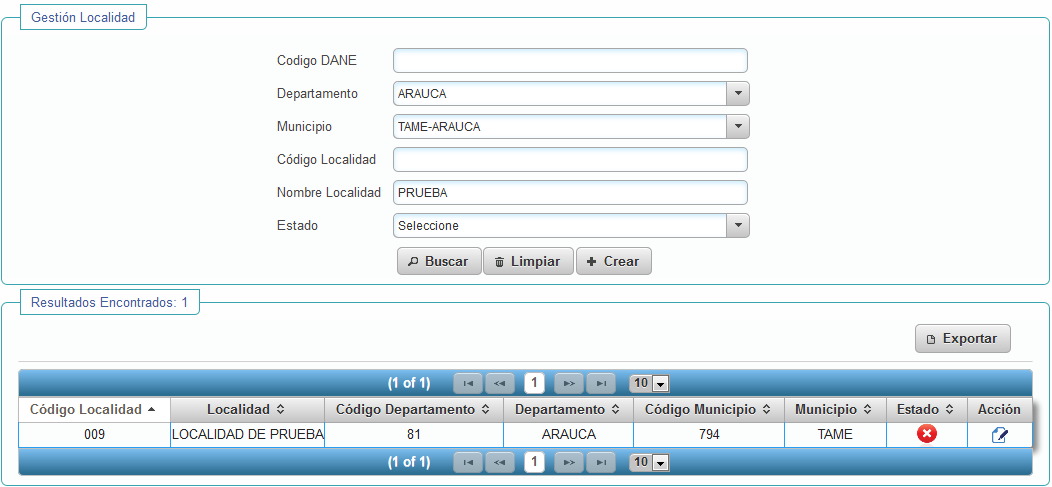 Gestión Localidad
Codigo DANE
Departamento ARAUCA
Municipio TAME-ARAUCA
Código Localidad
Nombre Localidad PRUEBA
Estado Seleccione
Buscar Limpiar Crear
Resultados Encontrados: 1
Exportar
(1 of 1) 1 10
Código Localidad Localidad Código Departamento Departamento Código Municipio Municipio Estado Acción
009 LOCALIDAD DE PRUEBA 81 ARAUCA 794 TAME
(1 of 1) 1 10